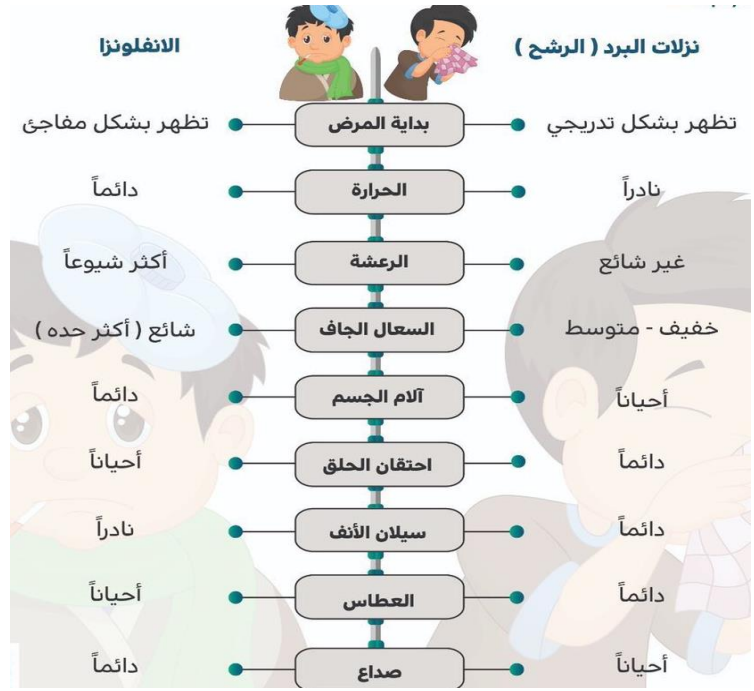 نزلات البرد ( الرشح )
الانفلونزا
تظهر بشكل تدريجي
بداية المرض
تظهر بشكل مفاجئ
نادراً
الحرارة
دائماً
غير شائع
الرعشة
أكثر شيوعاً
خفيف - متوسط
السعال الجاف
شائع ( أكثر حده )
أحياناً
آلام الجسم
دائماً
دائماً
احتقان الحلق
أحياناً
دائماً
سيلان الأنف
نادراً
دائماً
العطاس
أحياناً
أحياناً
صداع
دائماً